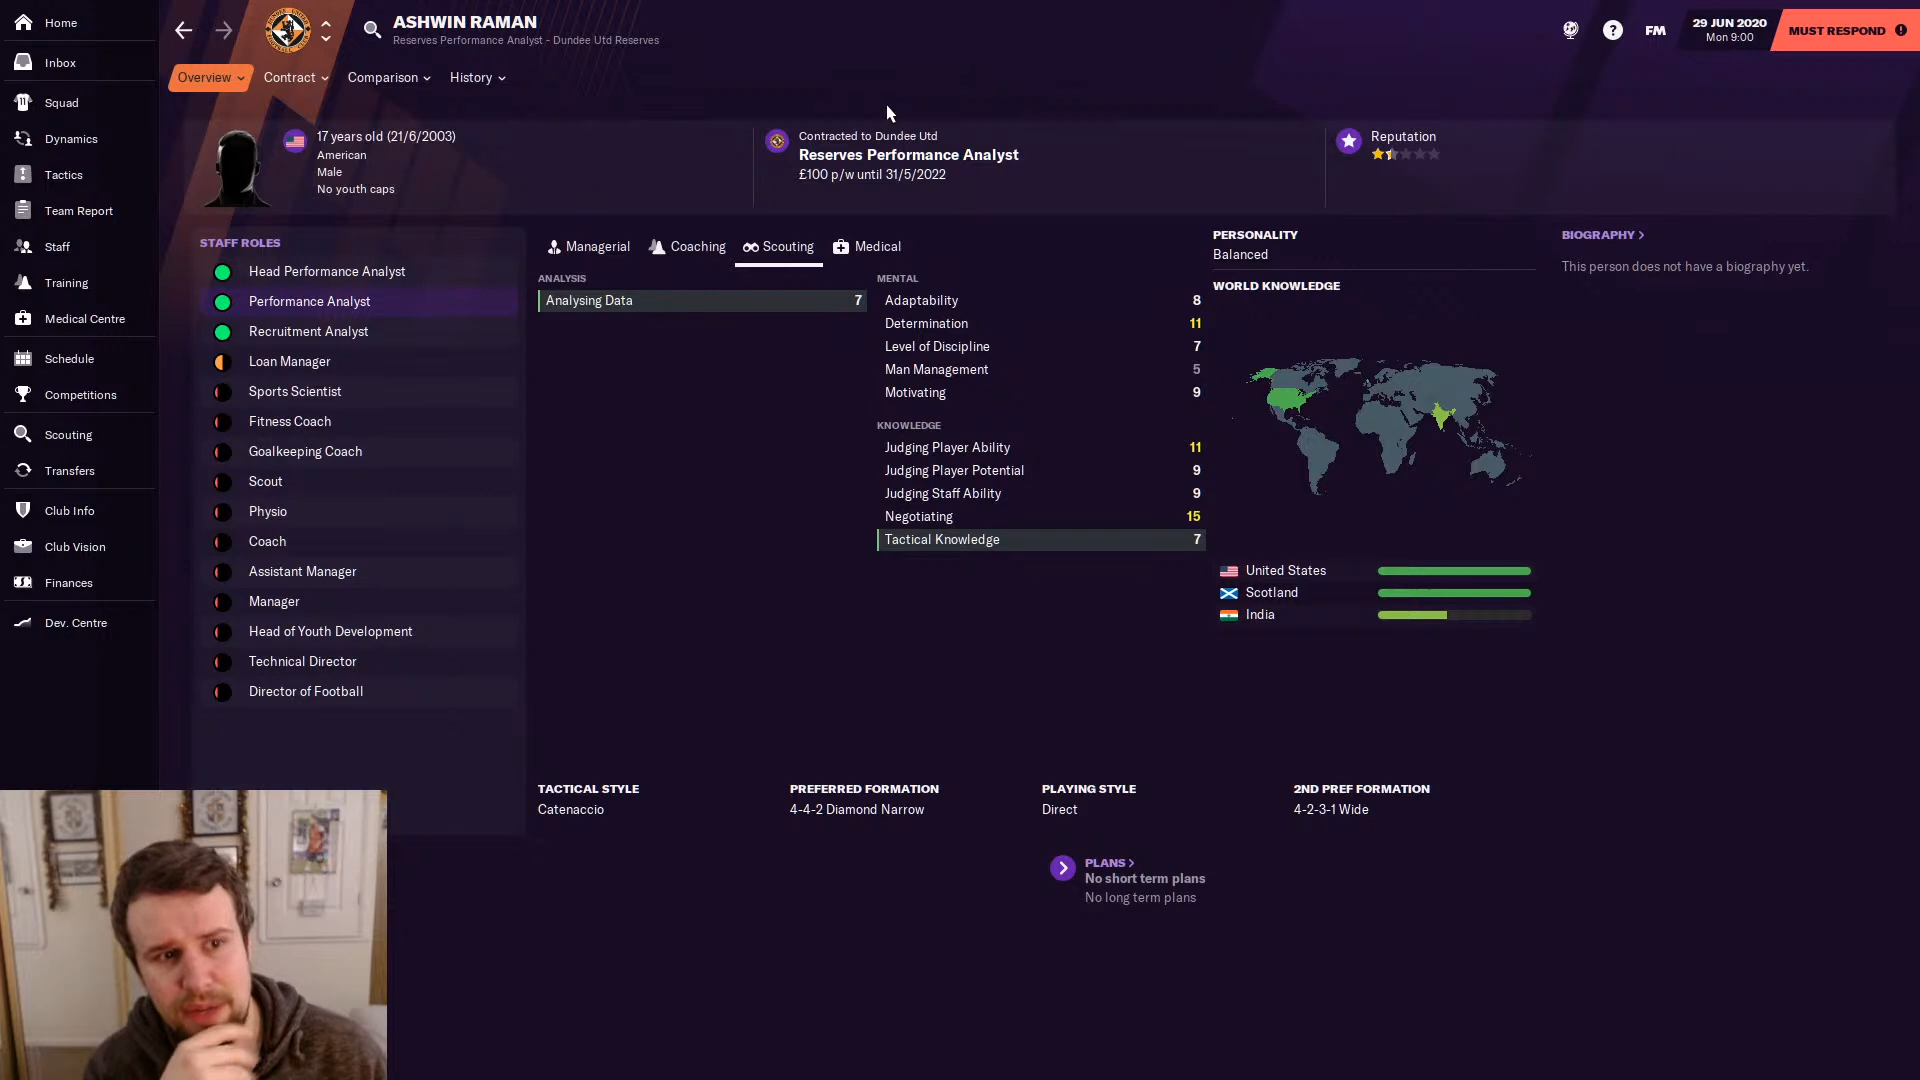 Home
Inbox
Squad
Dynamics
Tactics
Team Report
Staff
Training
Medical Centre
Schedule
Competitions
Scouting
Transfers
Club Info
Club Vision
Finances
Dev. Centre
ASHWIN RAMAN
Reserves Performance Analyst - Dundee Utd Reserves
?
FM
29 JUN 2020
Mon 9:00
MUST RESPOND
Overview
Contract
Comparison
History
17 years old (21/6/2003)
American
Male
No youth caps
Contracted to Dundee Utd
Reserves Performance Analyst
£100 p/w until 31/5/2022
Reputation
STAFF ROLES
Head Performance Analyst
Performance Analyst
Recruitment Analyst
Loan Manager
Sports Scientist
Fitness Coach
Goalkeeping Coach
Scout
Physio
Coach
Assistant Manager
Manager
Head of Youth Development
Technical Director
Director of Football
Managerial
Coaching
Scouting
Medical
ANALYSIS
Analysing Data 7
MENTAL
Adaptability 8
Determination 11
Level of Discipline 7
Man Management 5
Motivating 9
KNOWLEDGE
Judging Player Ability 11
Judging Player Potential 9
Judging Staff Ability 9
Negotiating 15
Tactical Knowledge 7
PERSONALITY
Balanced
WORLD KNOWLEDGE
United States
Scotland
India
BIOGRAPHY >
This person does not have a biography yet.
TACTICAL STYLE
Catenaccio
PREFERRED FORMATION
4-4-2 Diamond Narrow
PLAYING STYLE
Direct
2ND PREF FORMATION
4-2-3-1 Wide
PLANS >
No short term plans
No long term plans